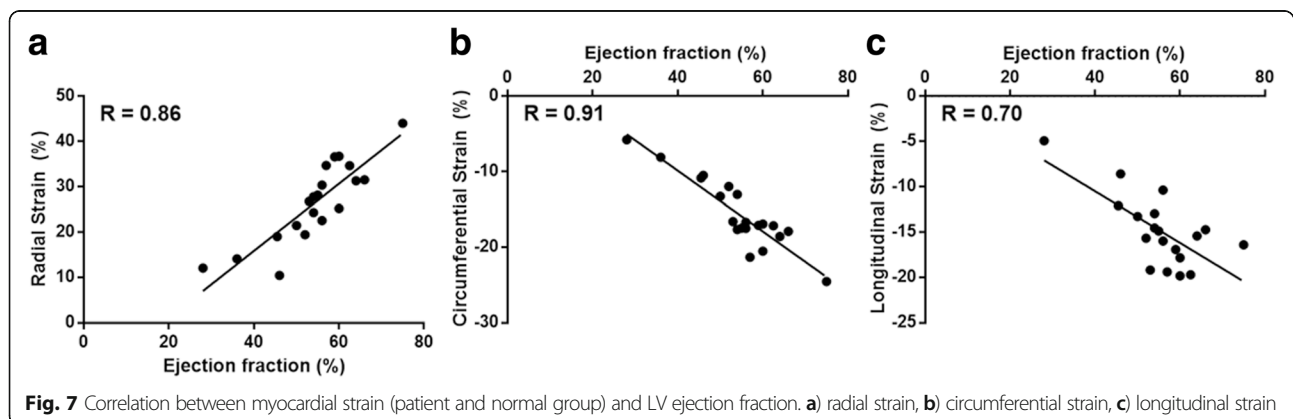 a
R = 0.86
Radial Strain (%)
50
40
30
20
10
0
0 20 40 60 80
Ejection fraction (%)
b
Ejection fraction (%)
0 20 40 60 80
R = 0.91
Circumferential Strain (%)
0
-10
-20
-30
c
Ejection fraction (%)
0 20 40 60 80
R = 0.70
Longitudinal Strain (%)
0
-5
-10
-15
-20
-25
Fig. 7 Correlation between myocardial strain (patient and normal group) and LV ejection fraction. a) radial strain, b) circumferential strain, c) longitudinal strain